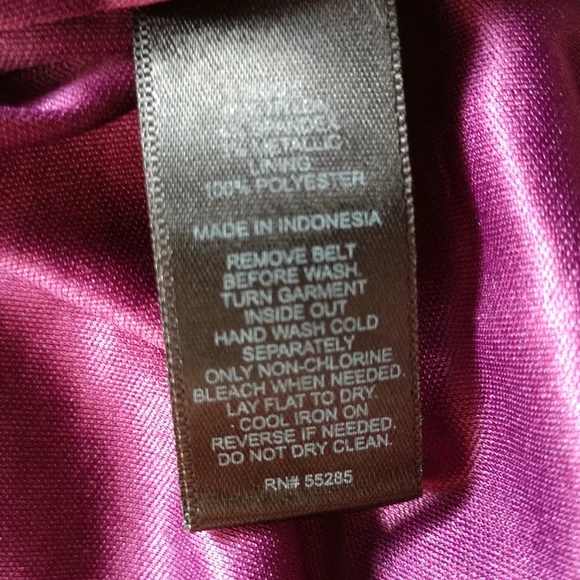 METALLIC
LINING
100% POLYESTER
MADE IN INDONESIA
REMOVE BELT
BEFORE WASH.
TURN GARMENT
INSIDE OUT
HAND WASH COLD
SEPARATELY
ONLY NON-CHLORINE
BLEACH WHEN NEEDED.
LAY FLAT TO DRY.
COOL IRON ON
REVERSE IF NEEDED.
DO NOT DRY CLEAN.
RN# 55285